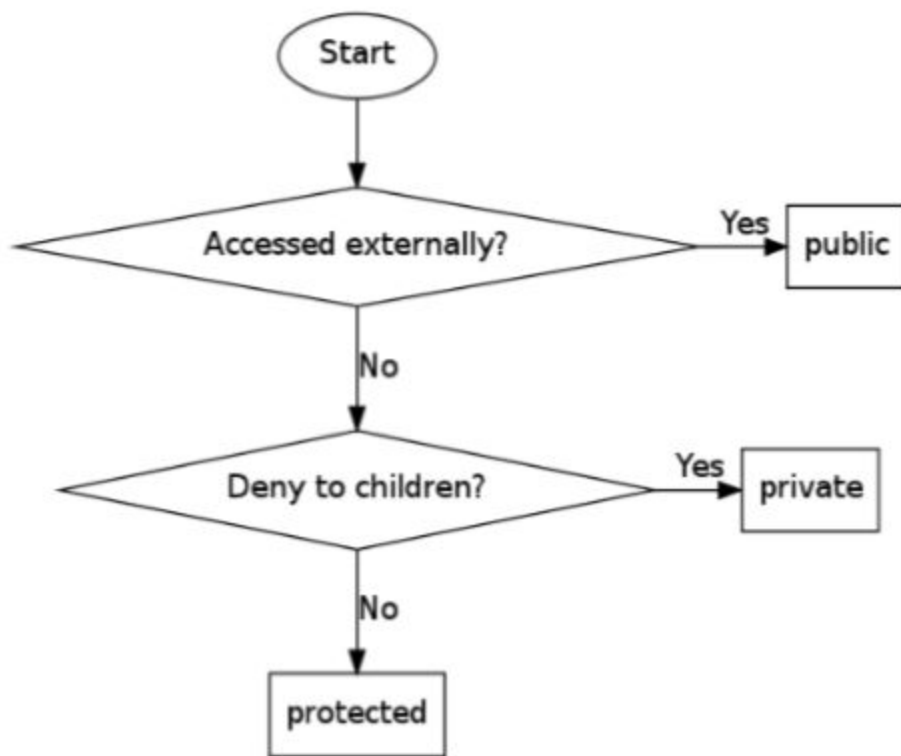 Start
Accessed externally?
Yes
public
No
Deny to children?
Yes
private
No
protected